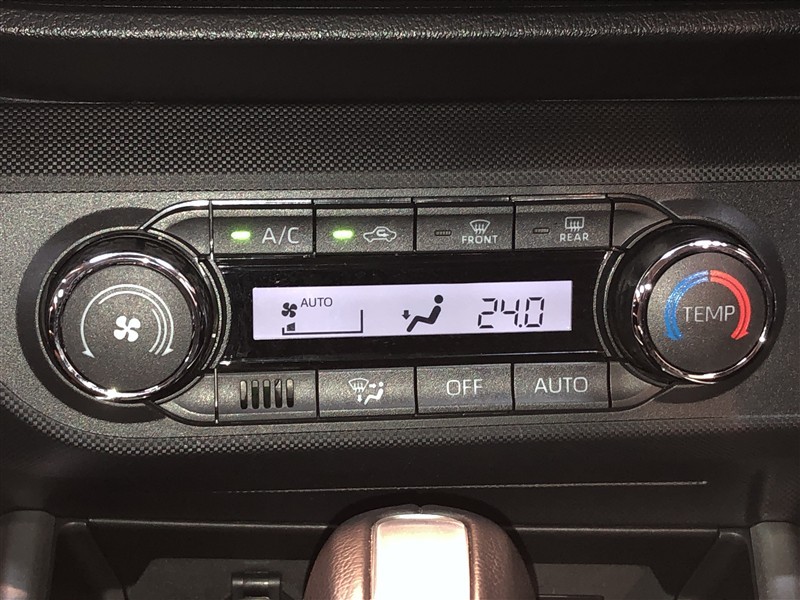 A/C
FRONT
REAR
AUTO
24.0
TEMP
OFF
AUTO